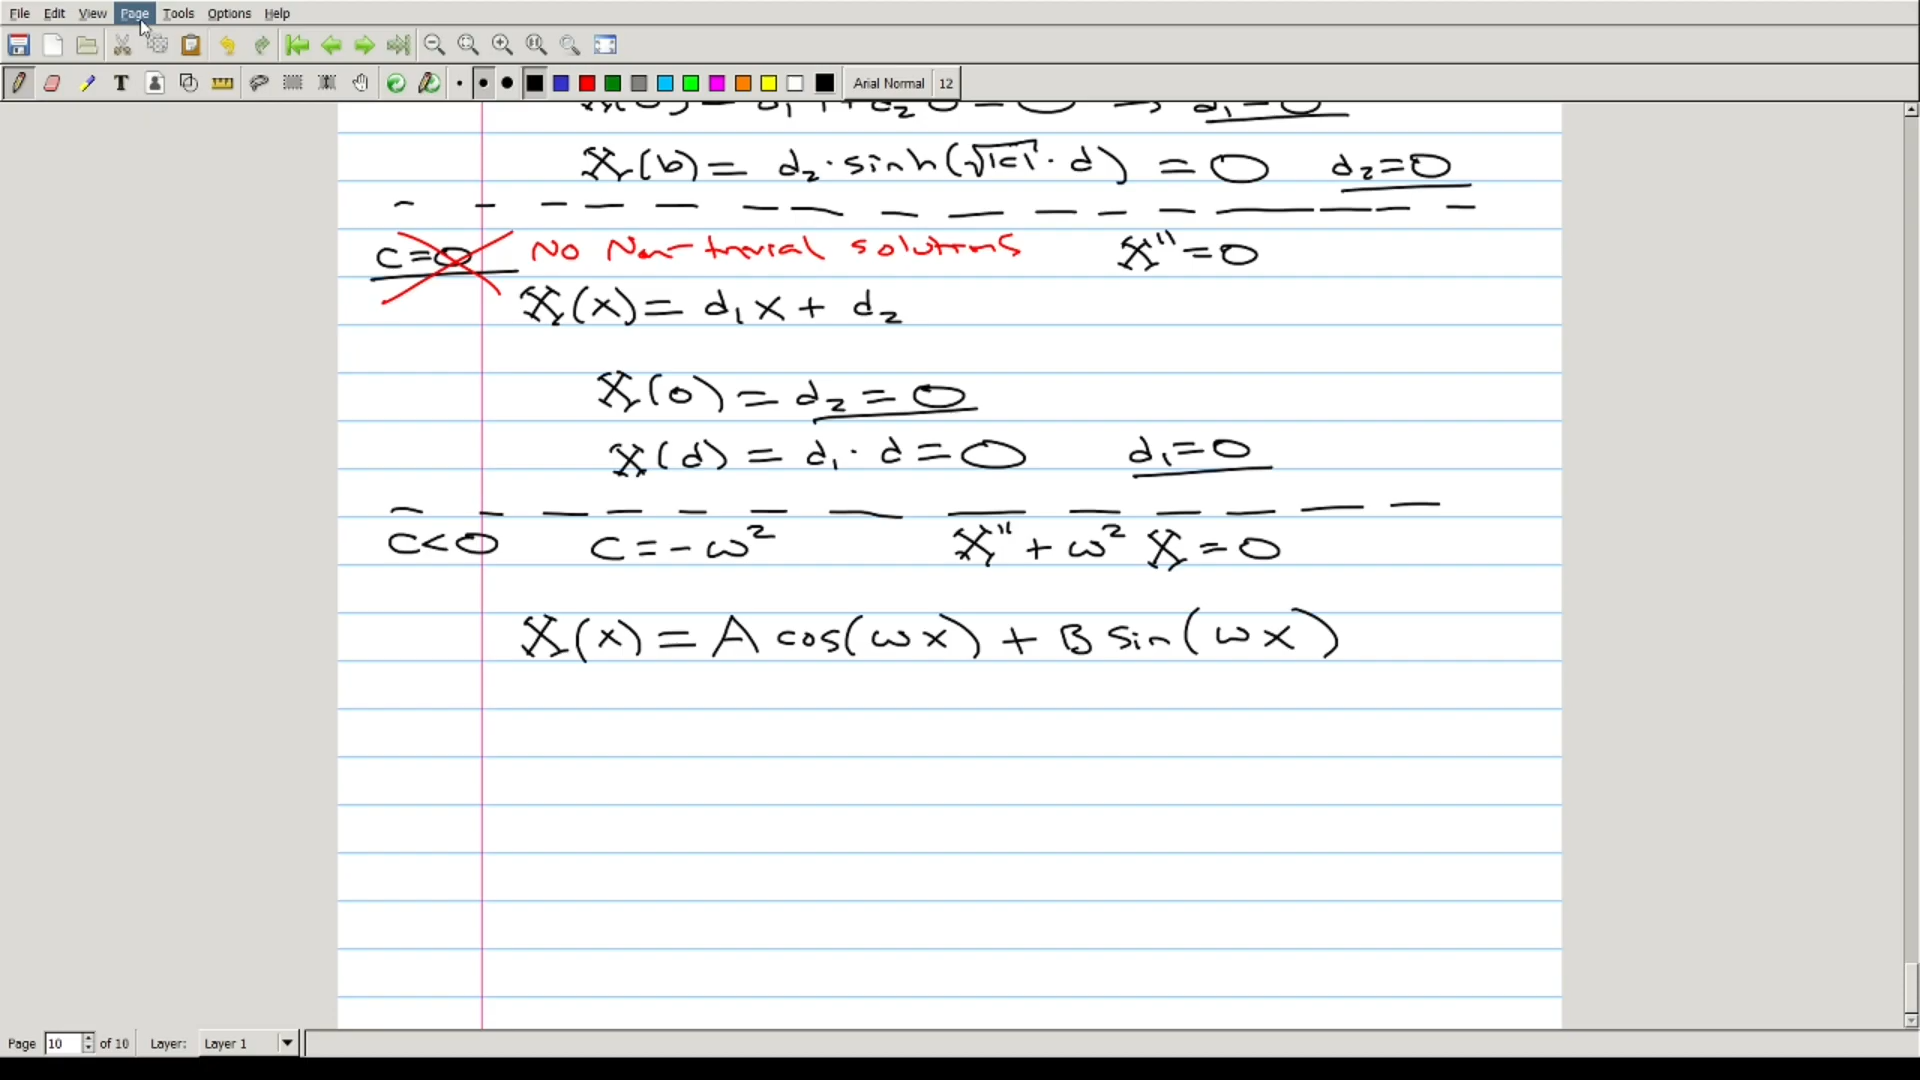 File Edit View Page Tools Options Help
Arial Normal 12
X(b) = d₂·sinh(√|c|·d) = 0 d₂=0
c=0 No Non-trivial solutions X''=0
X(x) = d₁x + d₂
X(0) = d₂ = 0
X(d) = d₁·d = 0 d₁=0
c<0 c=-ω² X''+ω²X=0
X(x) = A cos(ωx) + B sin(ωx)
Page 10 of 10 Layer: Layer 1